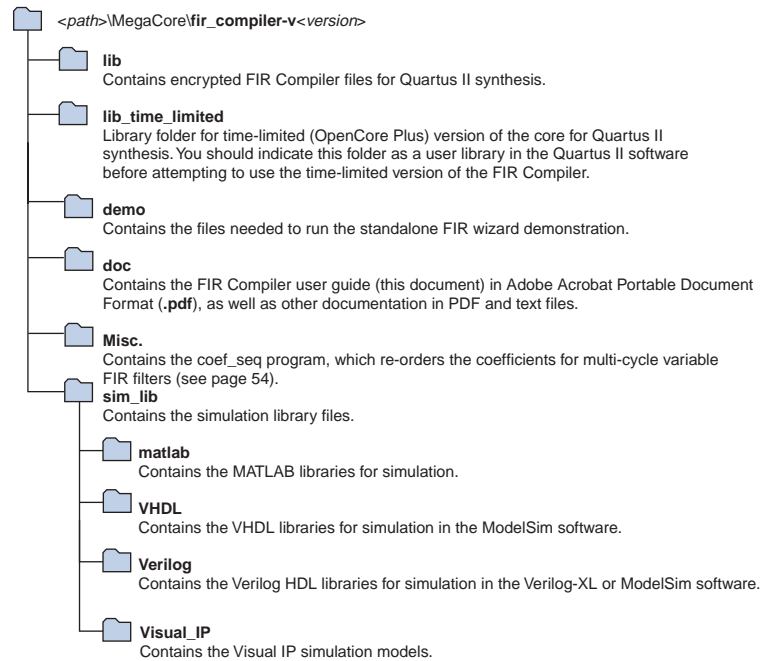 <path>\MegaCore\fir_compiler-v<version>
lib
Contains encrypted FIR Compiler files for Quartus II synthesis.
lib_time_limited
Library folder for time-limited (OpenCore Plus) version of the core for Quartus II
synthesis. You should indicate this folder as a user library in the Quartus II software
before attempting to use the time-limited version of the FIR Compiler.
demo
Contains the files needed to run the standalone FIR wizard demonstration.
doc
Contains the FIR Compiler user guide (this document) in Adobe Acrobat Portable Document
Format (.pdf), as well as other documentation in PDF and text files.
Misc.
Contains the coef_seq program, which re-orders the coefficients for multi-cycle variable
FIR filters (see page 54).
sim_lib
Contains the simulation library files.
matlab
Contains the MATLAB libraries for simulation.
VHDL
Contains the VHDL libraries for simulation in the ModelSim software.
Verilog
Contains the Verilog HDL libraries for simulation in the Verilog-XL or ModelSim software.
Visual_IP
Contains the Visual IP simulation models.